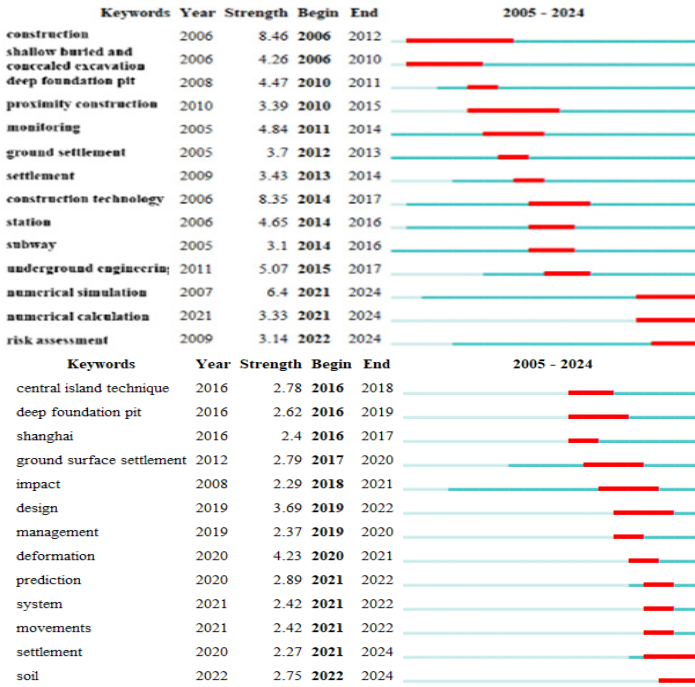 Keywords Year Strength Begin End 2005 - 2024
construction 2006 8.46 2006 2012
shallow buried and
concealed excavation 2006 4.26 2006 2010
deep foundation pit 2008 4.47 2010 2011
proximity construction 2010 3.39 2010 2015
monitoring 2005 4.84 2011 2014
ground settlement 2005 3.7 2012 2013
settlement 2009 3.43 2013 2014
construction technology 2006 8.35 2014 2017
station 2006 4.65 2014 2016
subway 2005 3.1 2014 2016
underground engineerin 2011 5.07 2015 2017
numerical simulation 2007 6.4 2021 2024
numerical calculation 2021 3.33 2021 2024
risk assessment 2009 3.14 2022 2024
Keywords Year Strength Begin End 2005 - 2024
central island technique 2016 2.78 2016 2018
deep foundation pit 2016 2.62 2016 2019
shanghai 2016 2.4 2016 2017
ground surface settlement 2012 2.79 2017 2020
impact 2008 2.29 2018 2021
design 2019 3.69 2019 2022
management 2019 2.37 2019 2020
deformation 2020 4.23 2020 2021
prediction 2020 2.89 2021 2022
system 2021 2.42 2021 2022
movements 2021 2.42 2021 2022
settlement 2020 2.27 2021 2024
soil 2022 2.75 2022 2024